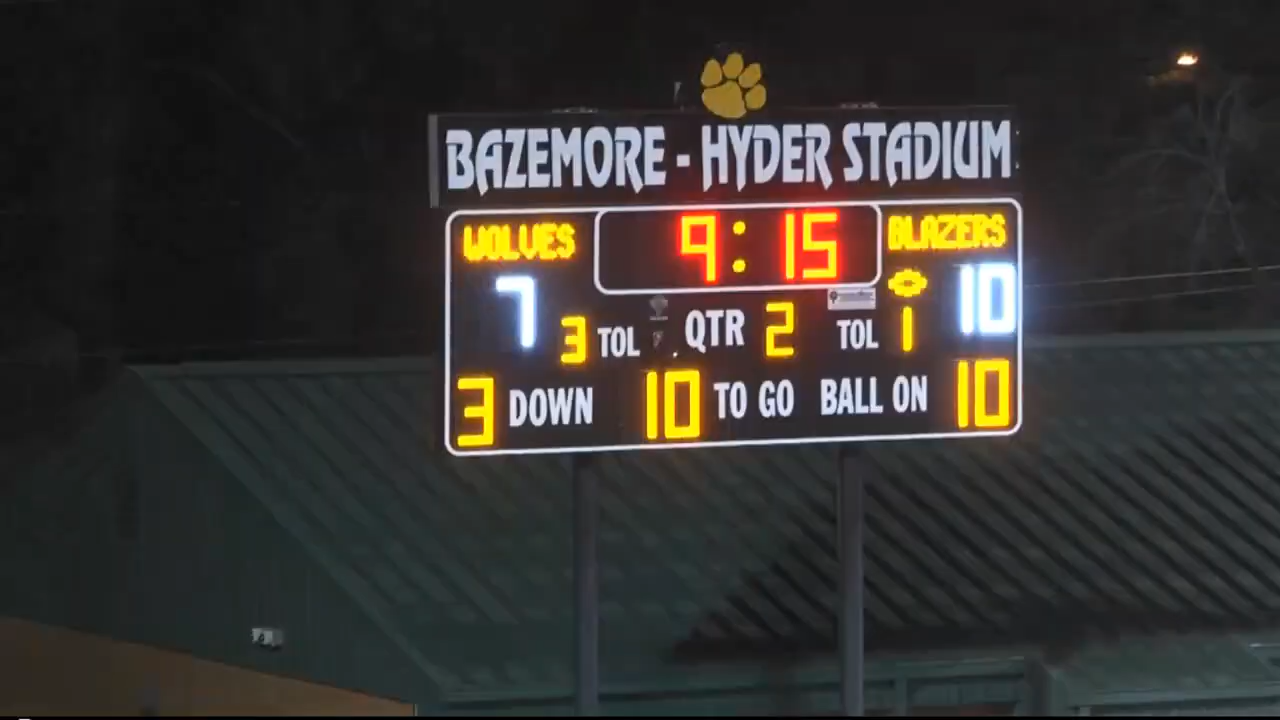 BAZEMORE - HYDER STADIUM
WOLVES 9:15 BLAZERS
7 3 TOL QTR 2 TOL 1 10
3 DOWN 10 TO GO BALL ON 10